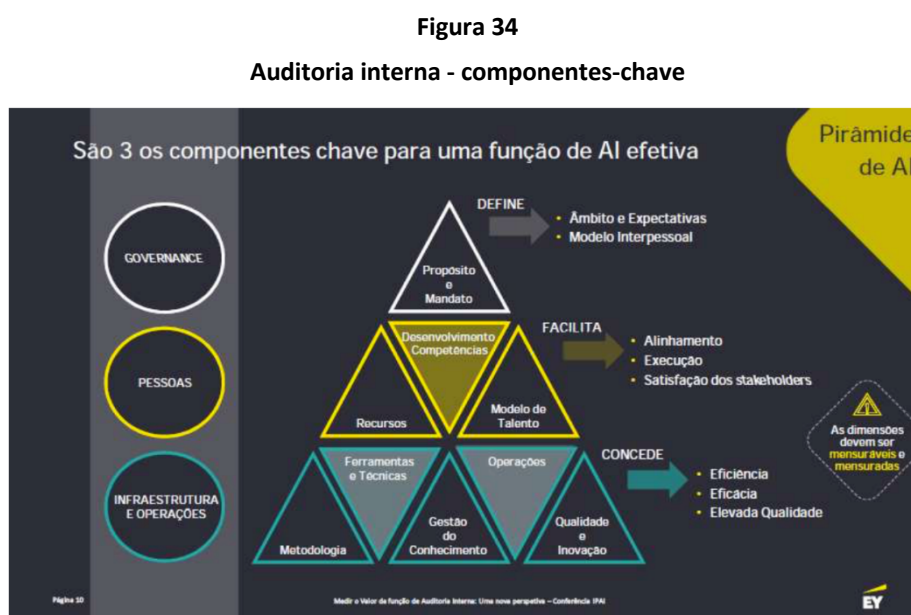 Figura 34
Auditoria interna - componentes-chave
São 3 os componentes chave para uma função de AI efetiva
Pirâmide
de AI
GOVERNANCE
PESSOAS
INFRAESTRUTURA
E OPERAÇÕES
Propósito
e
Mandato
DEFINE
• Âmbito e Expectativas
• Modelo Interpessoal
Desenvolvimento
Competências
Recursos
Modelo de
Talento
FACILITA
• Alinhamento
• Execução
• Satisfação dos stakeholders
Ferramentas
e Técnicas
Operações
Metodologia
Gestão
do
Conhecimento
Qualidade
e
Inovação
CONCEDE
• Eficiência
• Eficácia
• Elevada Qualidade
As dimensões
devem ser
mensuráveis e
mensuradas
Página 10
Medir o Valor da função de Auditoria Interna: Uma nova perspetiva – Conferência IPAI
EY